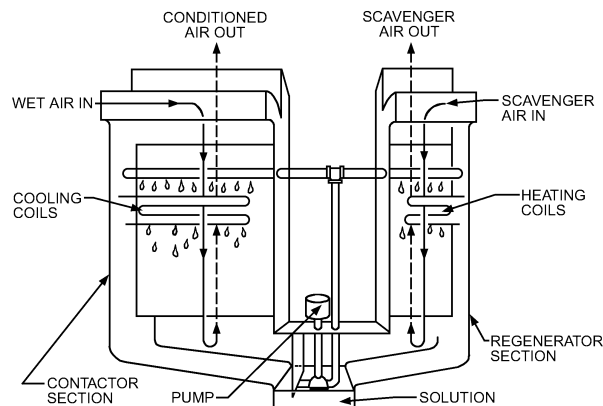 CONDITIONED
AIR OUT
SCAVENGER
AIR OUT
WET AIR IN
SCAVENGER
AIR IN
COOLING
COILS
HEATING
COILS
REGENERATOR
SECTION
CONTACTOR
SECTION
PUMP
SOLUTION